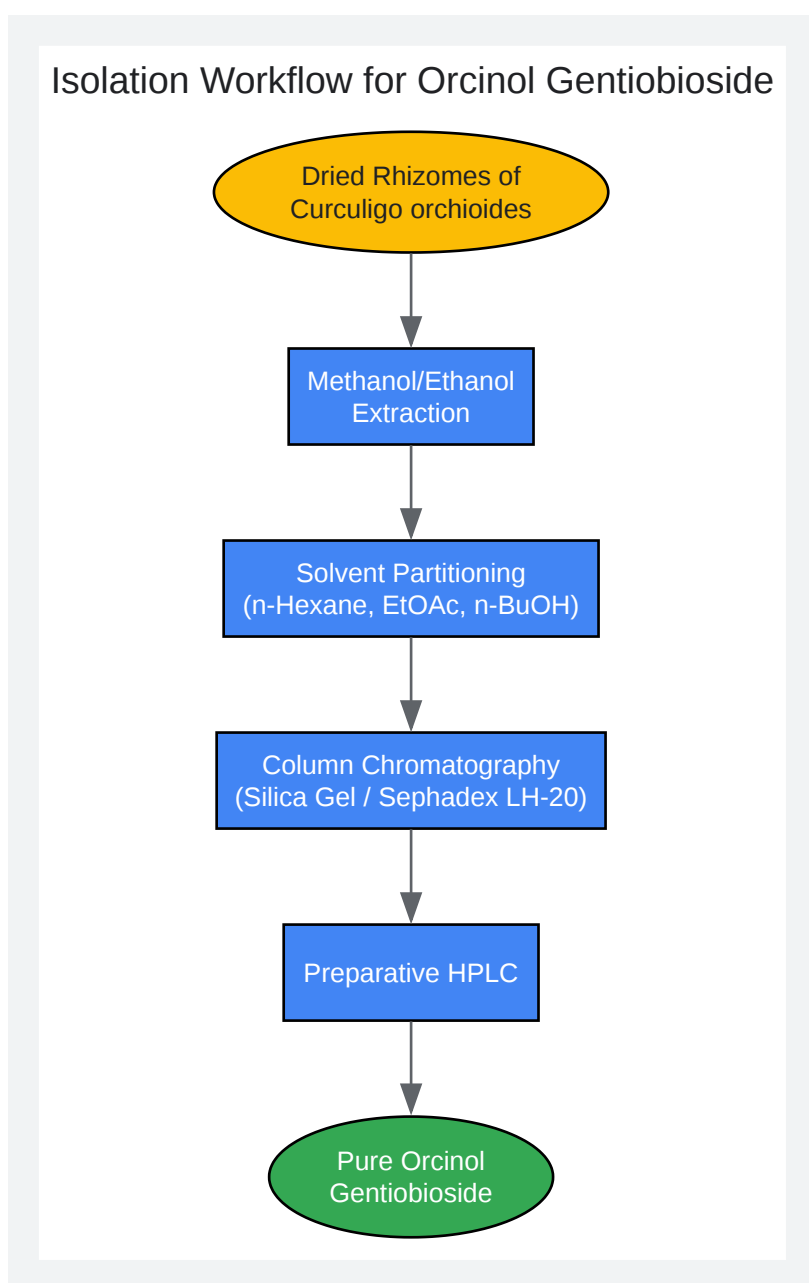 Isolation Workflow for Orcinol Gentiobioside
Dried Rhizomes of
Curculigo orchioides
Methanol/Ethanol
Extraction
Solvent Partitioning
(n-Hexane, EtOAc, n-BuOH)
Column Chromatography
(Silica Gel / Sephadex LH-20)
Preparative HPLC
Pure Orcinol
Gentiobioside